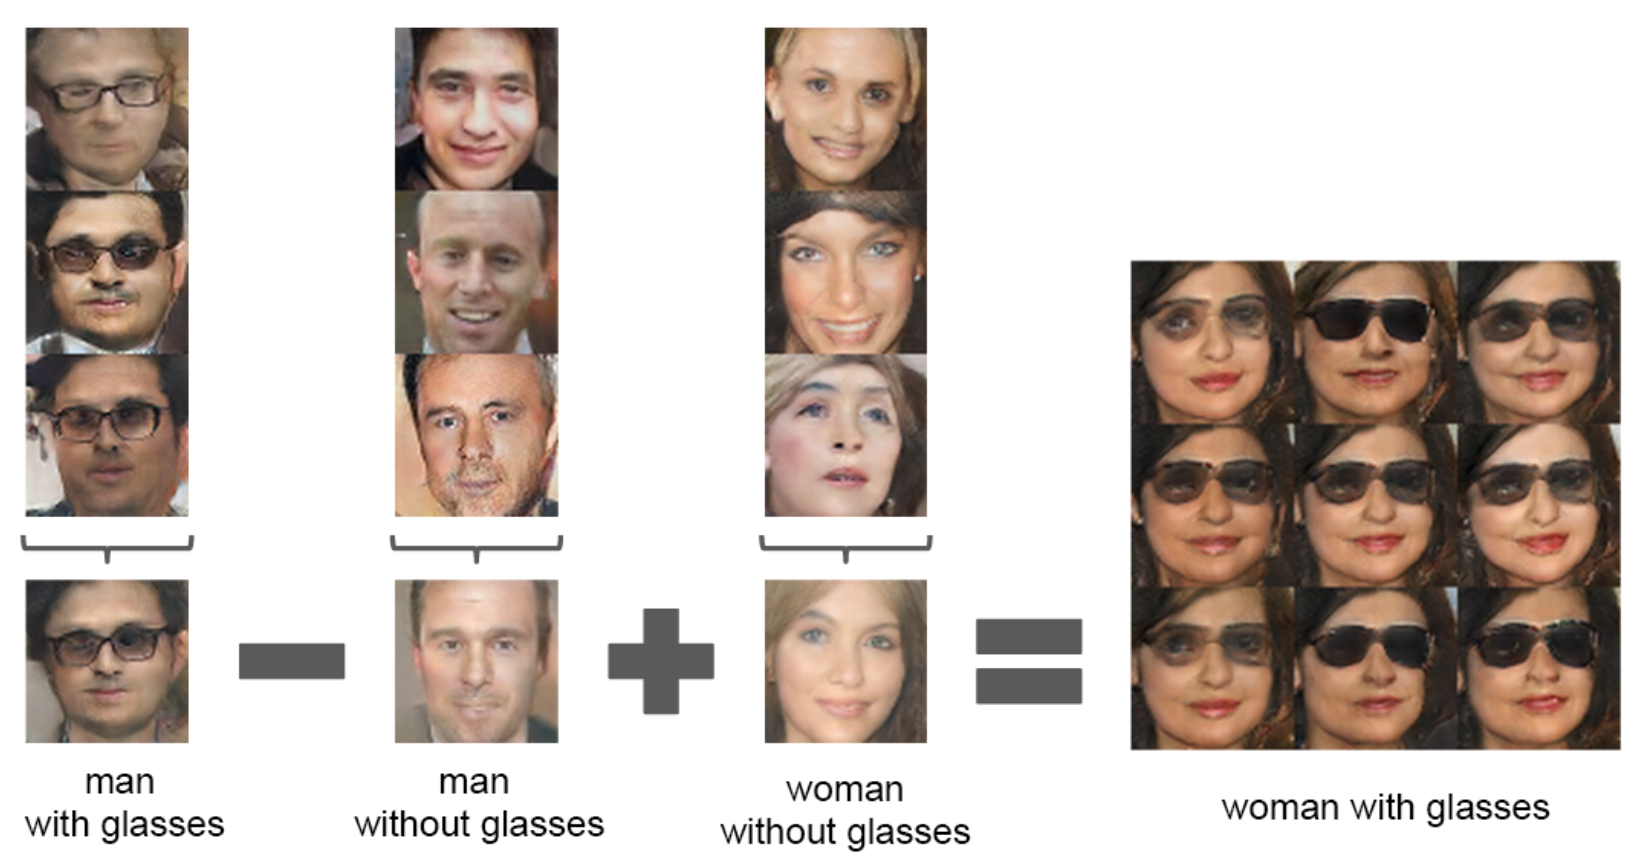 man
with glasses
man
without glasses
woman
without glasses
woman with glasses